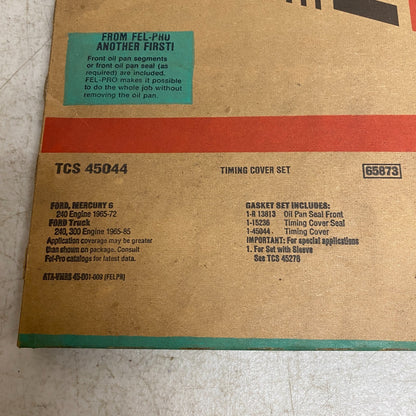 FROM FEL-PRO
ANOTHER FIRST!
Front oil pan segments
or front oil pan seal (as
required) are included.
FEL-PRO makes it possible
to do the whole job without
removing the oil pan.
TCS 45044
TIMING COVER SET
65873
FORD, MERCURY 6
240 Engine 1965-72
FORD Truck
240, 300 Engine 1965-85
Application coverage may be greater
than shown on package. Consult
Fel-Pro catalogs for latest data.
GASKET SET INCLUDES:
1-R 13813 Oil Pan Seal Front
1-15236 Timing Cover Seal
1-45044 Timing Cover
IMPORTANT: For special applications
1. For Set with Sleeve
See TCS 45278
(FELPR)